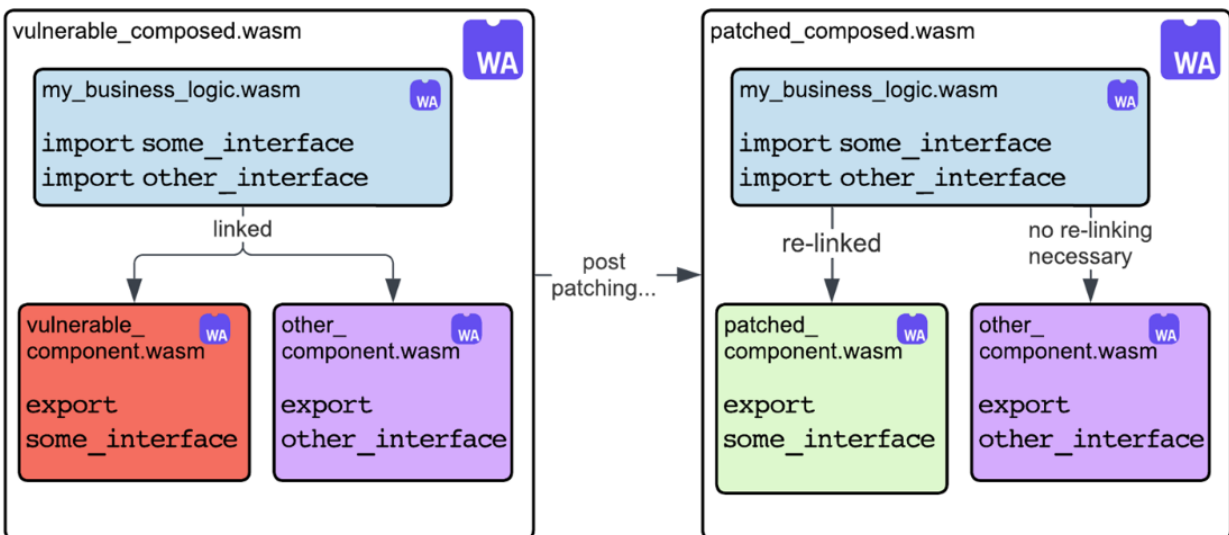 vulnerable_composed.wasm
WA
my_business_logic.wasm
WA
import some_interface
import other_interface
linked
vulnerable_
component.wasm
WA
export
some_interface
other_
component.wasm
WA
export
other_interface
post
patching...
patched_composed.wasm
WA
my_business_logic.wasm
WA
import some_interface
import other_interface
re-linked
no re-linking
necessary
patched_
component.wasm
WA
export
some_interface
other_
component.wasm
WA
export
other_interface